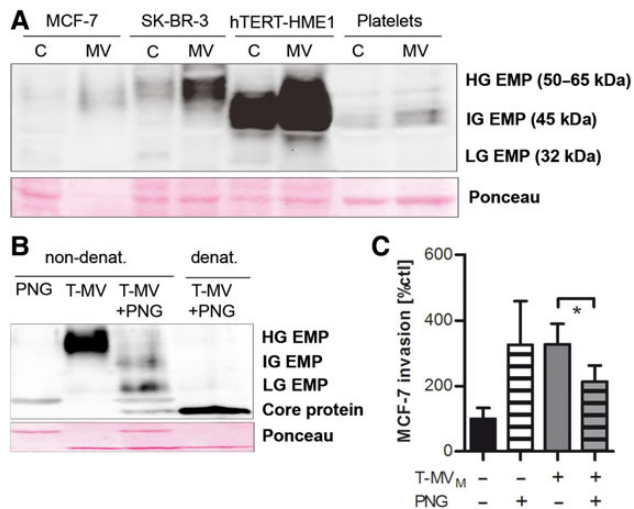 A
MCF-7 SK-BR-3 hTERT-HME1 Platelets
C MV C MV C MV C MV
HG EMP (50–65 kDa)
IG EMP (45 kDa)
LG EMP (32 kDa)
Ponceau
B
non-denat. denat.
PNG T-MV T-MV +PNG T-MV +PNG
HG EMP
IG EMP
LG EMP
Core protein
Ponceau
C
MCF-7 invasion [%ctl]
600
400
200
0
*
T-MVM – – + +
PNG – + – +